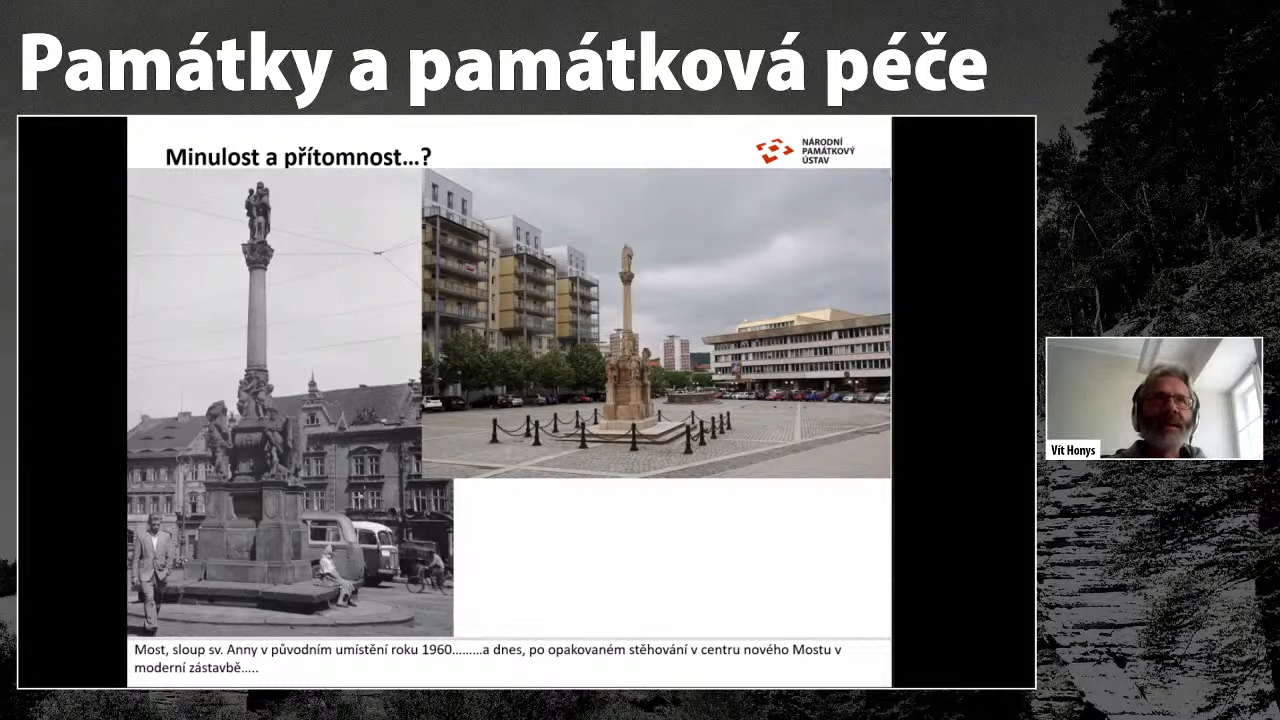 Památky a památková péče
Minulost a přítomnost...?
NÁRODNÍ
PAMÁTKOVÝ
ÚSTAV
Vít Honys
Most, sloup sv. Anny v původním umístění roku 1960.........a dnes, po opakovaném stěhování v centru nového Mostu v
moderní zástavbě.....